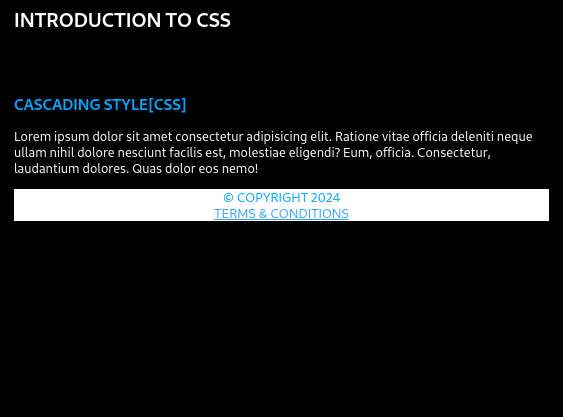 INTRODUCTION TO CSS
CASCADING STYLE[CSS]
Lorem ipsum dolor sit amet consectetur adipisicing elit. Ratione vitae officia deleniti neque
ullam nihil dolore nesciunt facilis est, molestiae eligendi? Eum, officia. Consectetur,
laudantium dolores. Quas dolor eos nemo!
© COPYRIGHT 2024
TERMS & CONDITIONS